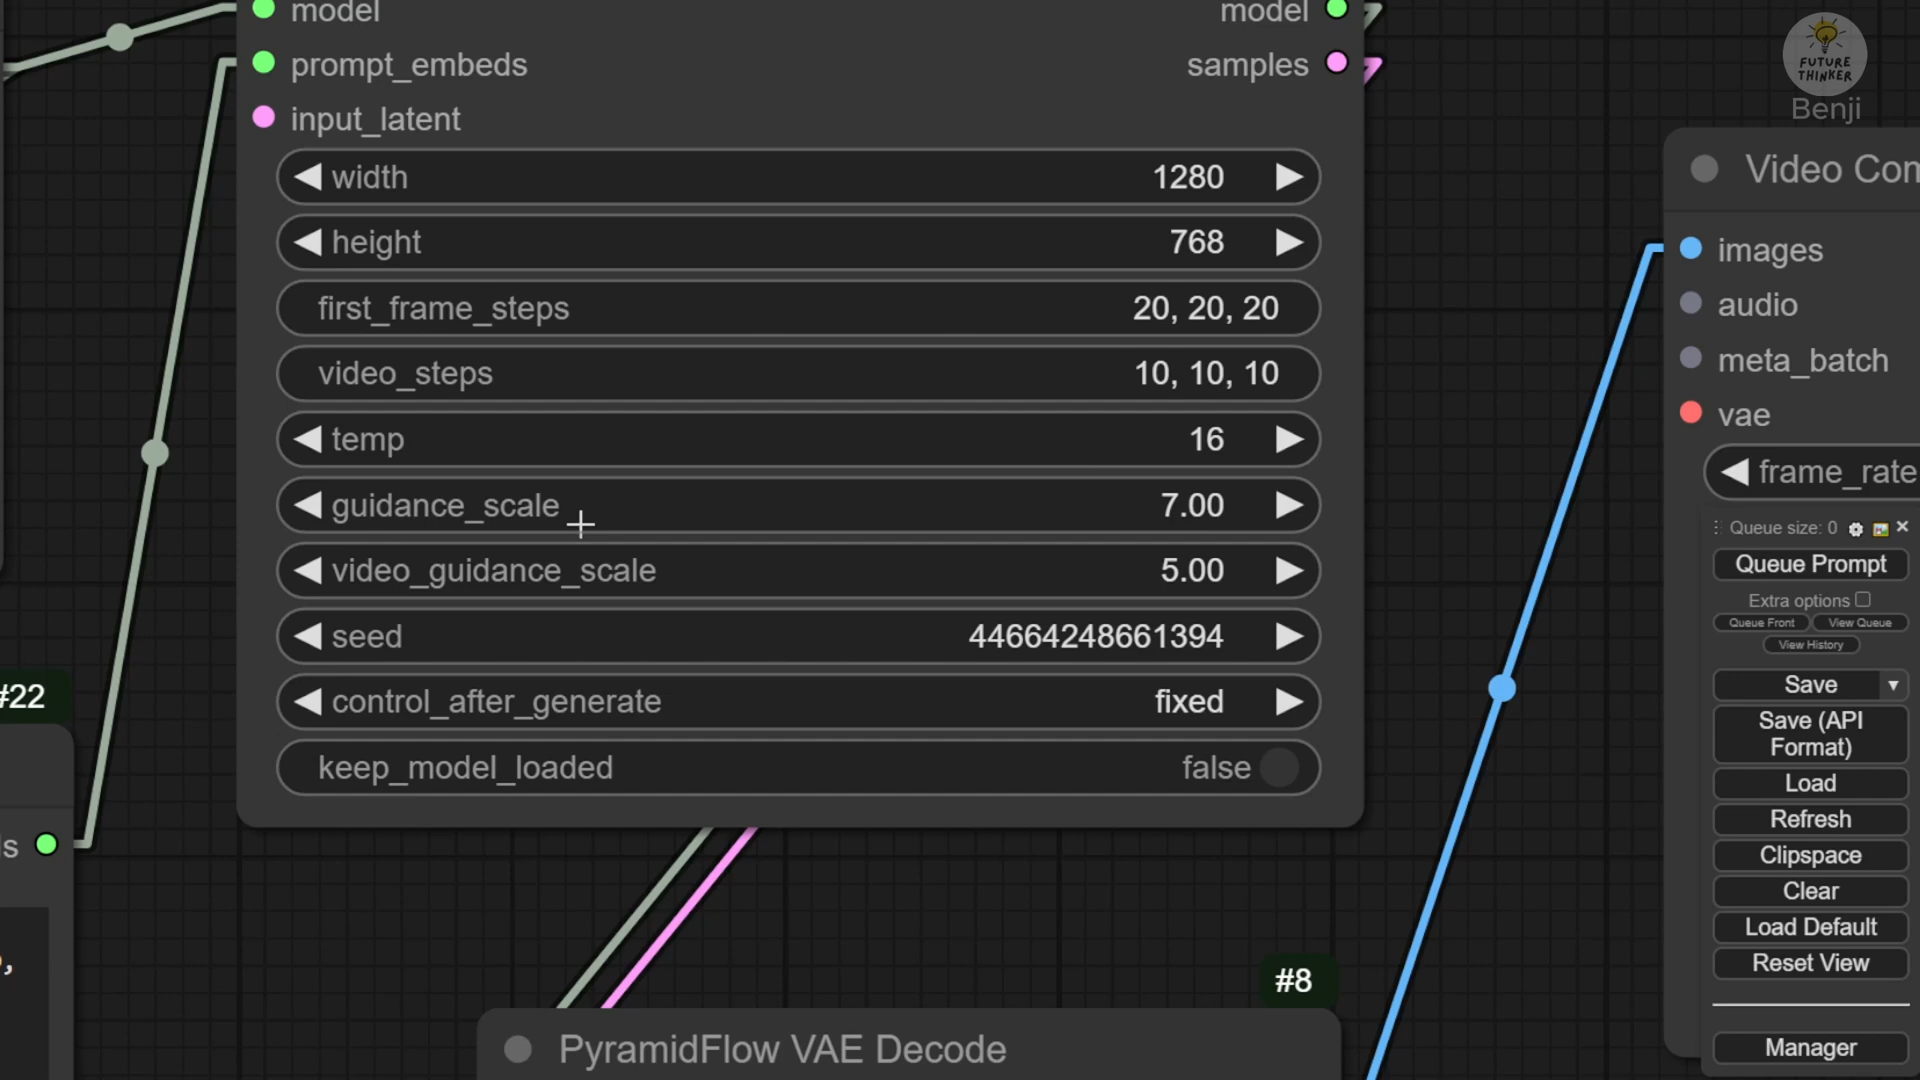 model
prompt_embeds
input_latent
model
samples
width 1280
height 768
first_frame_steps 20, 20, 20
video_steps 10, 10, 10
temp 16
guidance_scale 7.00
video_guidance_scale 5.00
seed 44664248661394
control_after_generate fixed
keep_model_loaded false
#22
#8
PyramidFlow VAE Decode
FUTURE
THINKER
Benji
Video
images
audio
meta_batch
vae
frame_rate
Queue size: 0
Queue Prompt
Extra options
Queue Front View Queue
View History
Save
Save (API
Format)
Load
Refresh
Clipspace
Clear
Load Default
Reset View
Manager